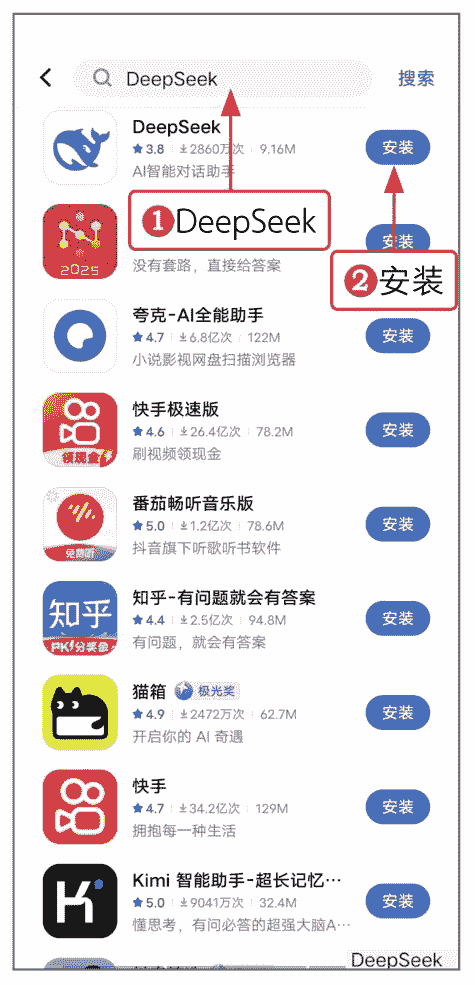 DeepSeek
搜索
DeepSeek
3.8 2860万次 9.16M
AI智能对话助手
安装
❶DeepSeek
2025
没有套路，直接给答案
安装
❷安装
夸克-AI全能助手
4.7 6.8亿次 122M
小说影视网盘扫描浏览器
安装
快手极速版
4.6 26.4亿次 78.2M
刷视频领现金
领现金
安装
番茄畅听音乐版
5.0 1.2亿次 78.6M
抖音旗下听歌听书软件
免费听
安装
知乎
PK!分奖金
知乎-有问题就会有答案
4.4 2.5亿次 94.8M
有问题，就会有答案
安装
猫箱 极光奖
4.9 2472万次 62.7M
开启你的 AI 奇遇
安装
快手
4.7 34.2亿次 129M
拥抱每一种生活
安装
K
Kimi 智能助手-超长记忆…
5.0 9041万次 32.4M
懂思考，有问必答的超强大脑A…
安装
DeepSeek